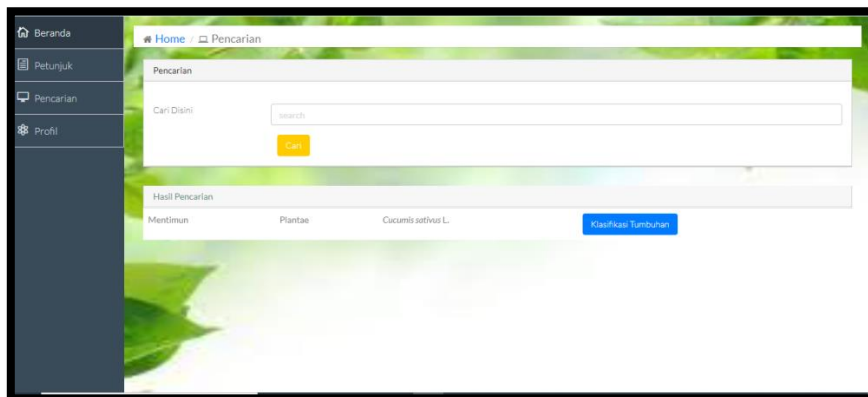 Beranda
Petunjuk
Pencarian
Profil
Home / Pencarian
Pencarian
Cari Disini
search
Cari
Hasil Pencarian
Mentimun Plantae Cucumis sativus L. Klasifikasi Tumbuhan